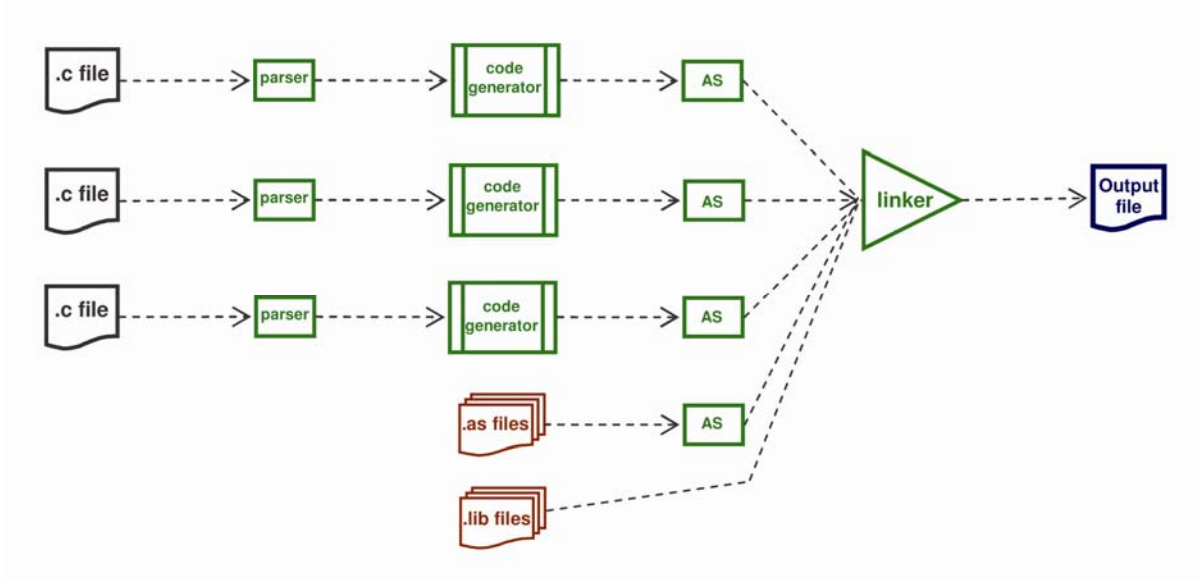 .c file
parser
code
generator
AS
.c file
parser
code
generator
AS
linker
Output
file
.c file
parser
code
generator
AS
.as files
AS
.lib files